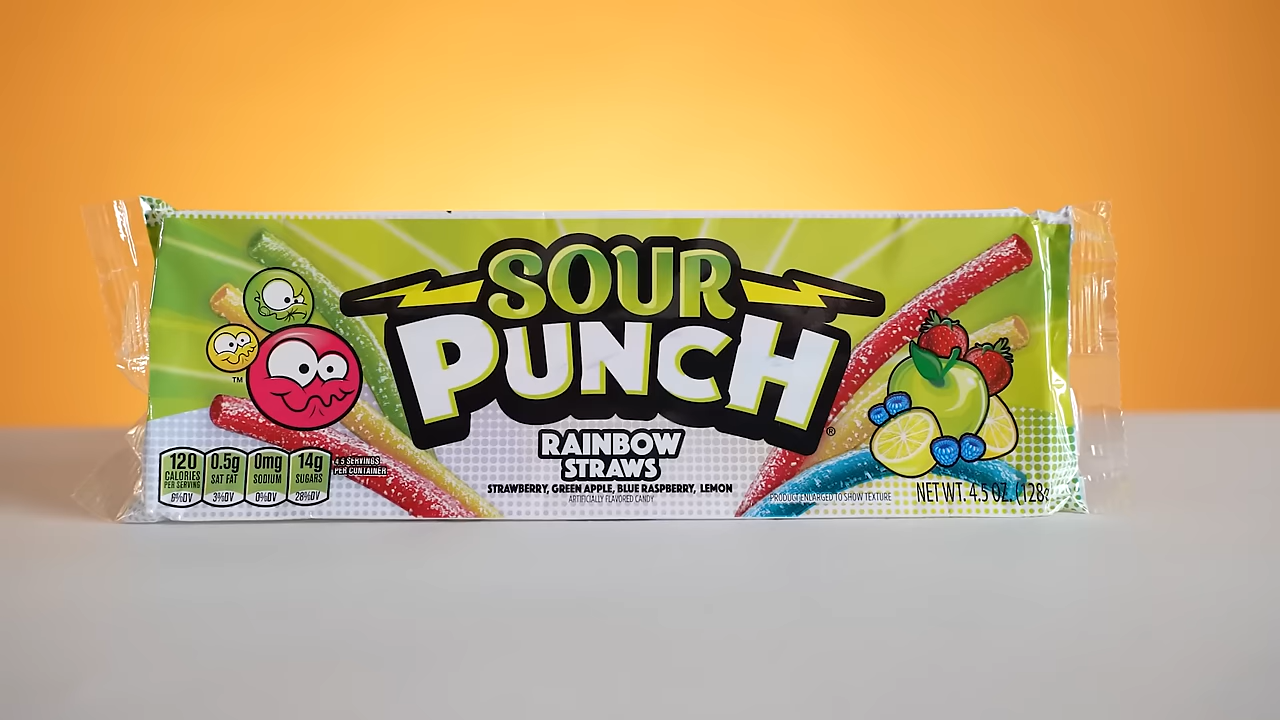 SOUR
PUNCH
®
RAINBOW
STRAWS
STRAWBERRY, GREEN APPLE, BLUE RASPBERRY, LEMON
ARTIFICIALLY FLAVORED CANDY
TM
120
CALORIES
PER SERVING
6%DV
0.5g
SAT FAT
3%DV
0mg
SODIUM
0%DV
14g
SUGARS
28%DV
4.5 SERVINGS
PER CONTAINER
PRODUCT ENLARGED TO SHOW TEXTURE
NET WT. 4.5 OZ. (128